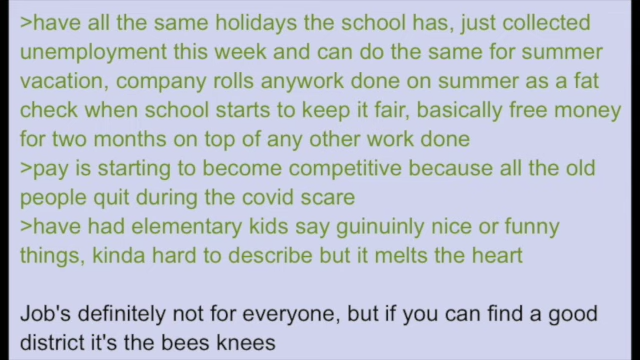 >have all the same holidays the school has, just collected
unemployment this week and can do the same for summer
vacation, company rolls anywork done on summer as a fat
check when school starts to keep it fair, basically free money
for two months on top of any other work done
>pay is starting to become competitive because all the old
people quit during the covid scare
>have had elementary kids say guinuinly nice or funny
things, kinda hard to describe but it melts the heart
Job's definitely not for everyone, but if you can find a good
district it's the bees knees